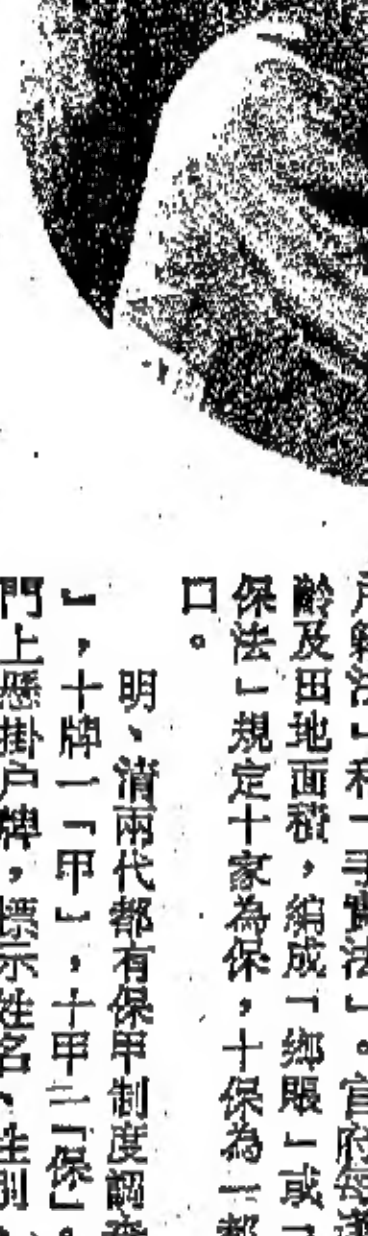 戶籍法」和「手實法」。官府每
齡及田地面積，編成「鄉賬」或「
保法」規定十家為保，十保為一都
口。
明、清兩代都有保甲制度調查
』，十牌一「甲」，十甲一「保」。
門上懸掛户牌，標示姓名、性別、